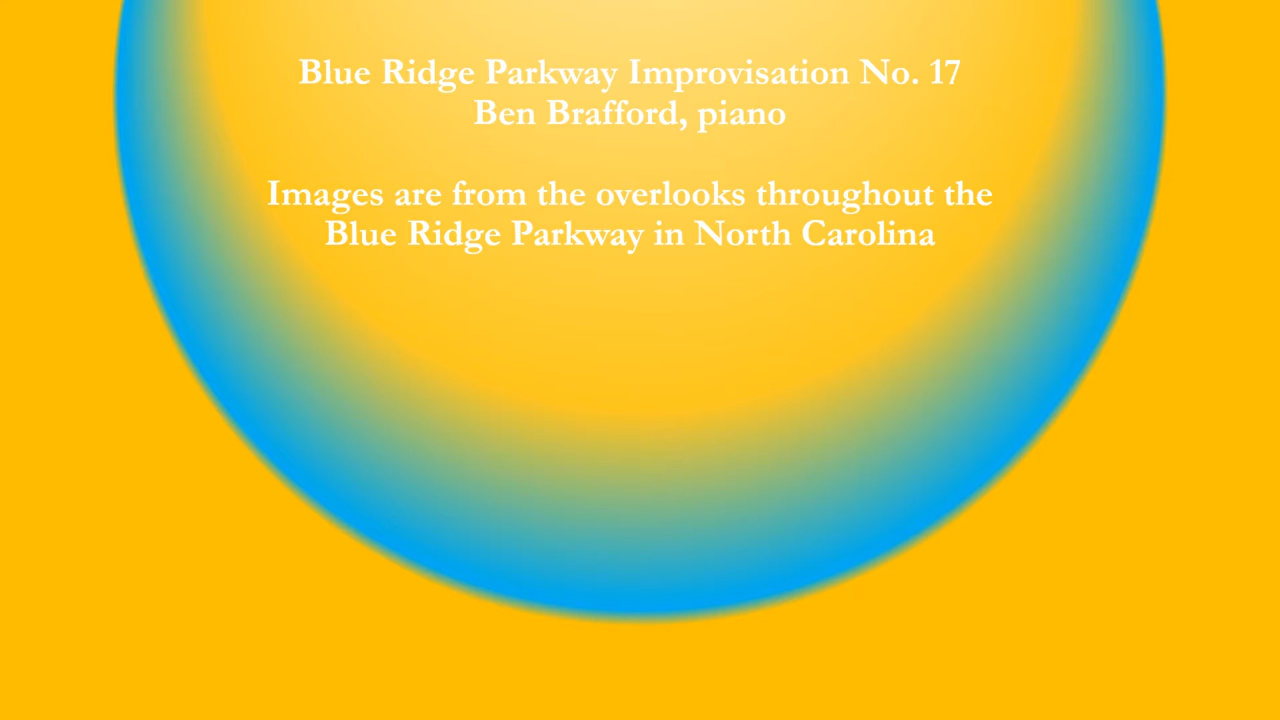 Blue Ridge Parkway Improvisation No. 17
Ben Brafford, piano
Images are from the overlooks throughout the
Blue Ridge Parkway in North Carolina